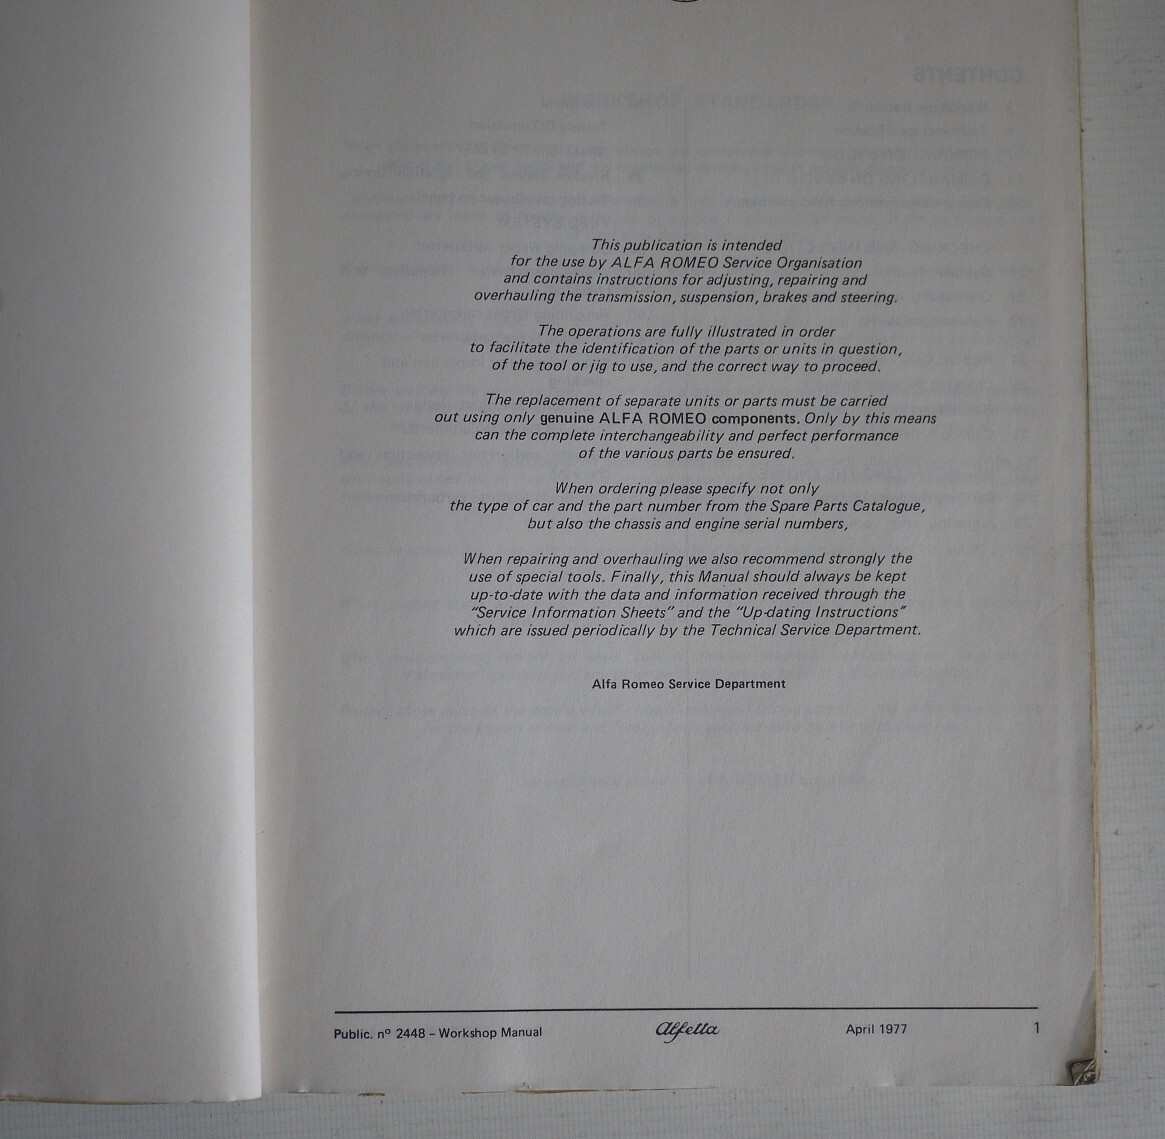 This publication is intended
for the use by ALFA ROMEO Service Organisation
and contains instructions for adjusting, repairing and
overhauling the transmission, suspension, brakes and steering.
The operations are fully illustrated in order
to facilitate the identification of the parts or units in question,
of the tool or jig to use, and the correct way to proceed.
The replacement of separate units or parts must be carried
out using only genuine ALFA ROMEO components. Only by this means
can the complete interchangeability and perfect performance
of the various parts be ensured.
When ordering please specify not only
the type of car and the part number from the Spare Parts Catalogue,
but also the chassis and engine serial numbers,
When repairing and overhauling we also recommend strongly the
use of special tools. Finally, this Manual should always be kept
up-to-date with the data and information received through the
"Service Information Sheets" and the "Up-dating Instructions"
which are issued periodically by the Technical Service Department.
Alfa Romeo Service Department
Public. nº 2448 – Workshop Manual Alfetta April 1977 1